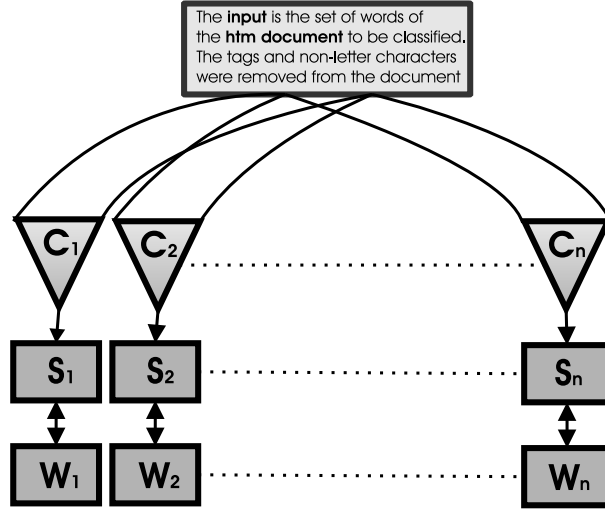 The input is the set of words of
the htm document to be classified.
The tags and non-letter characters
were removed from the document
C1 C2 Cn
S1 S2 Sn
W1 W2 Wn